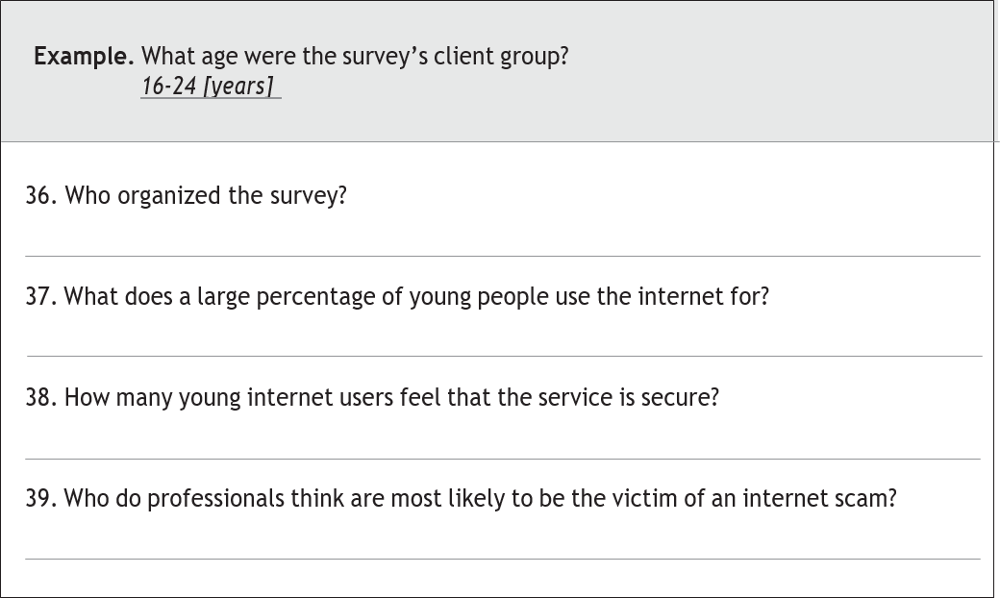 Example. What age were the survey’s client group?
16-24 [years]
36. Who organized the survey?
37. What does a large percentage of young people use the internet for?
38. How many young internet users feel that the service is secure?
39. Who do professionals think are most likely to be the victim of an internet scam?